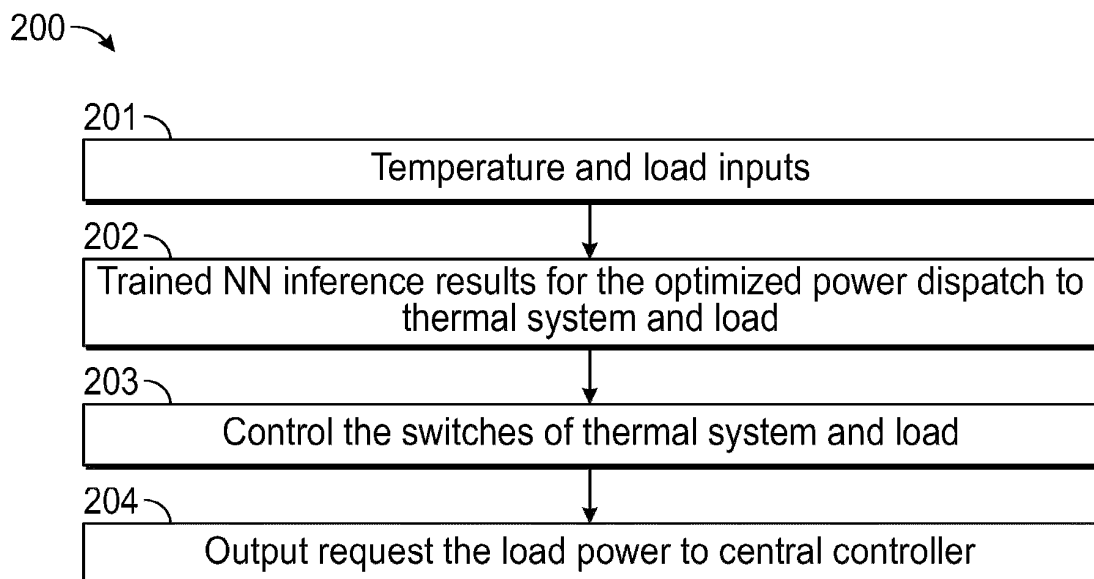 200
201
Temperature and load inputs
202
Trained NN inference results for the optimized power dispatch to
thermal system and load
203
Control the switches of thermal system and load
204
Output request the load power to central controller